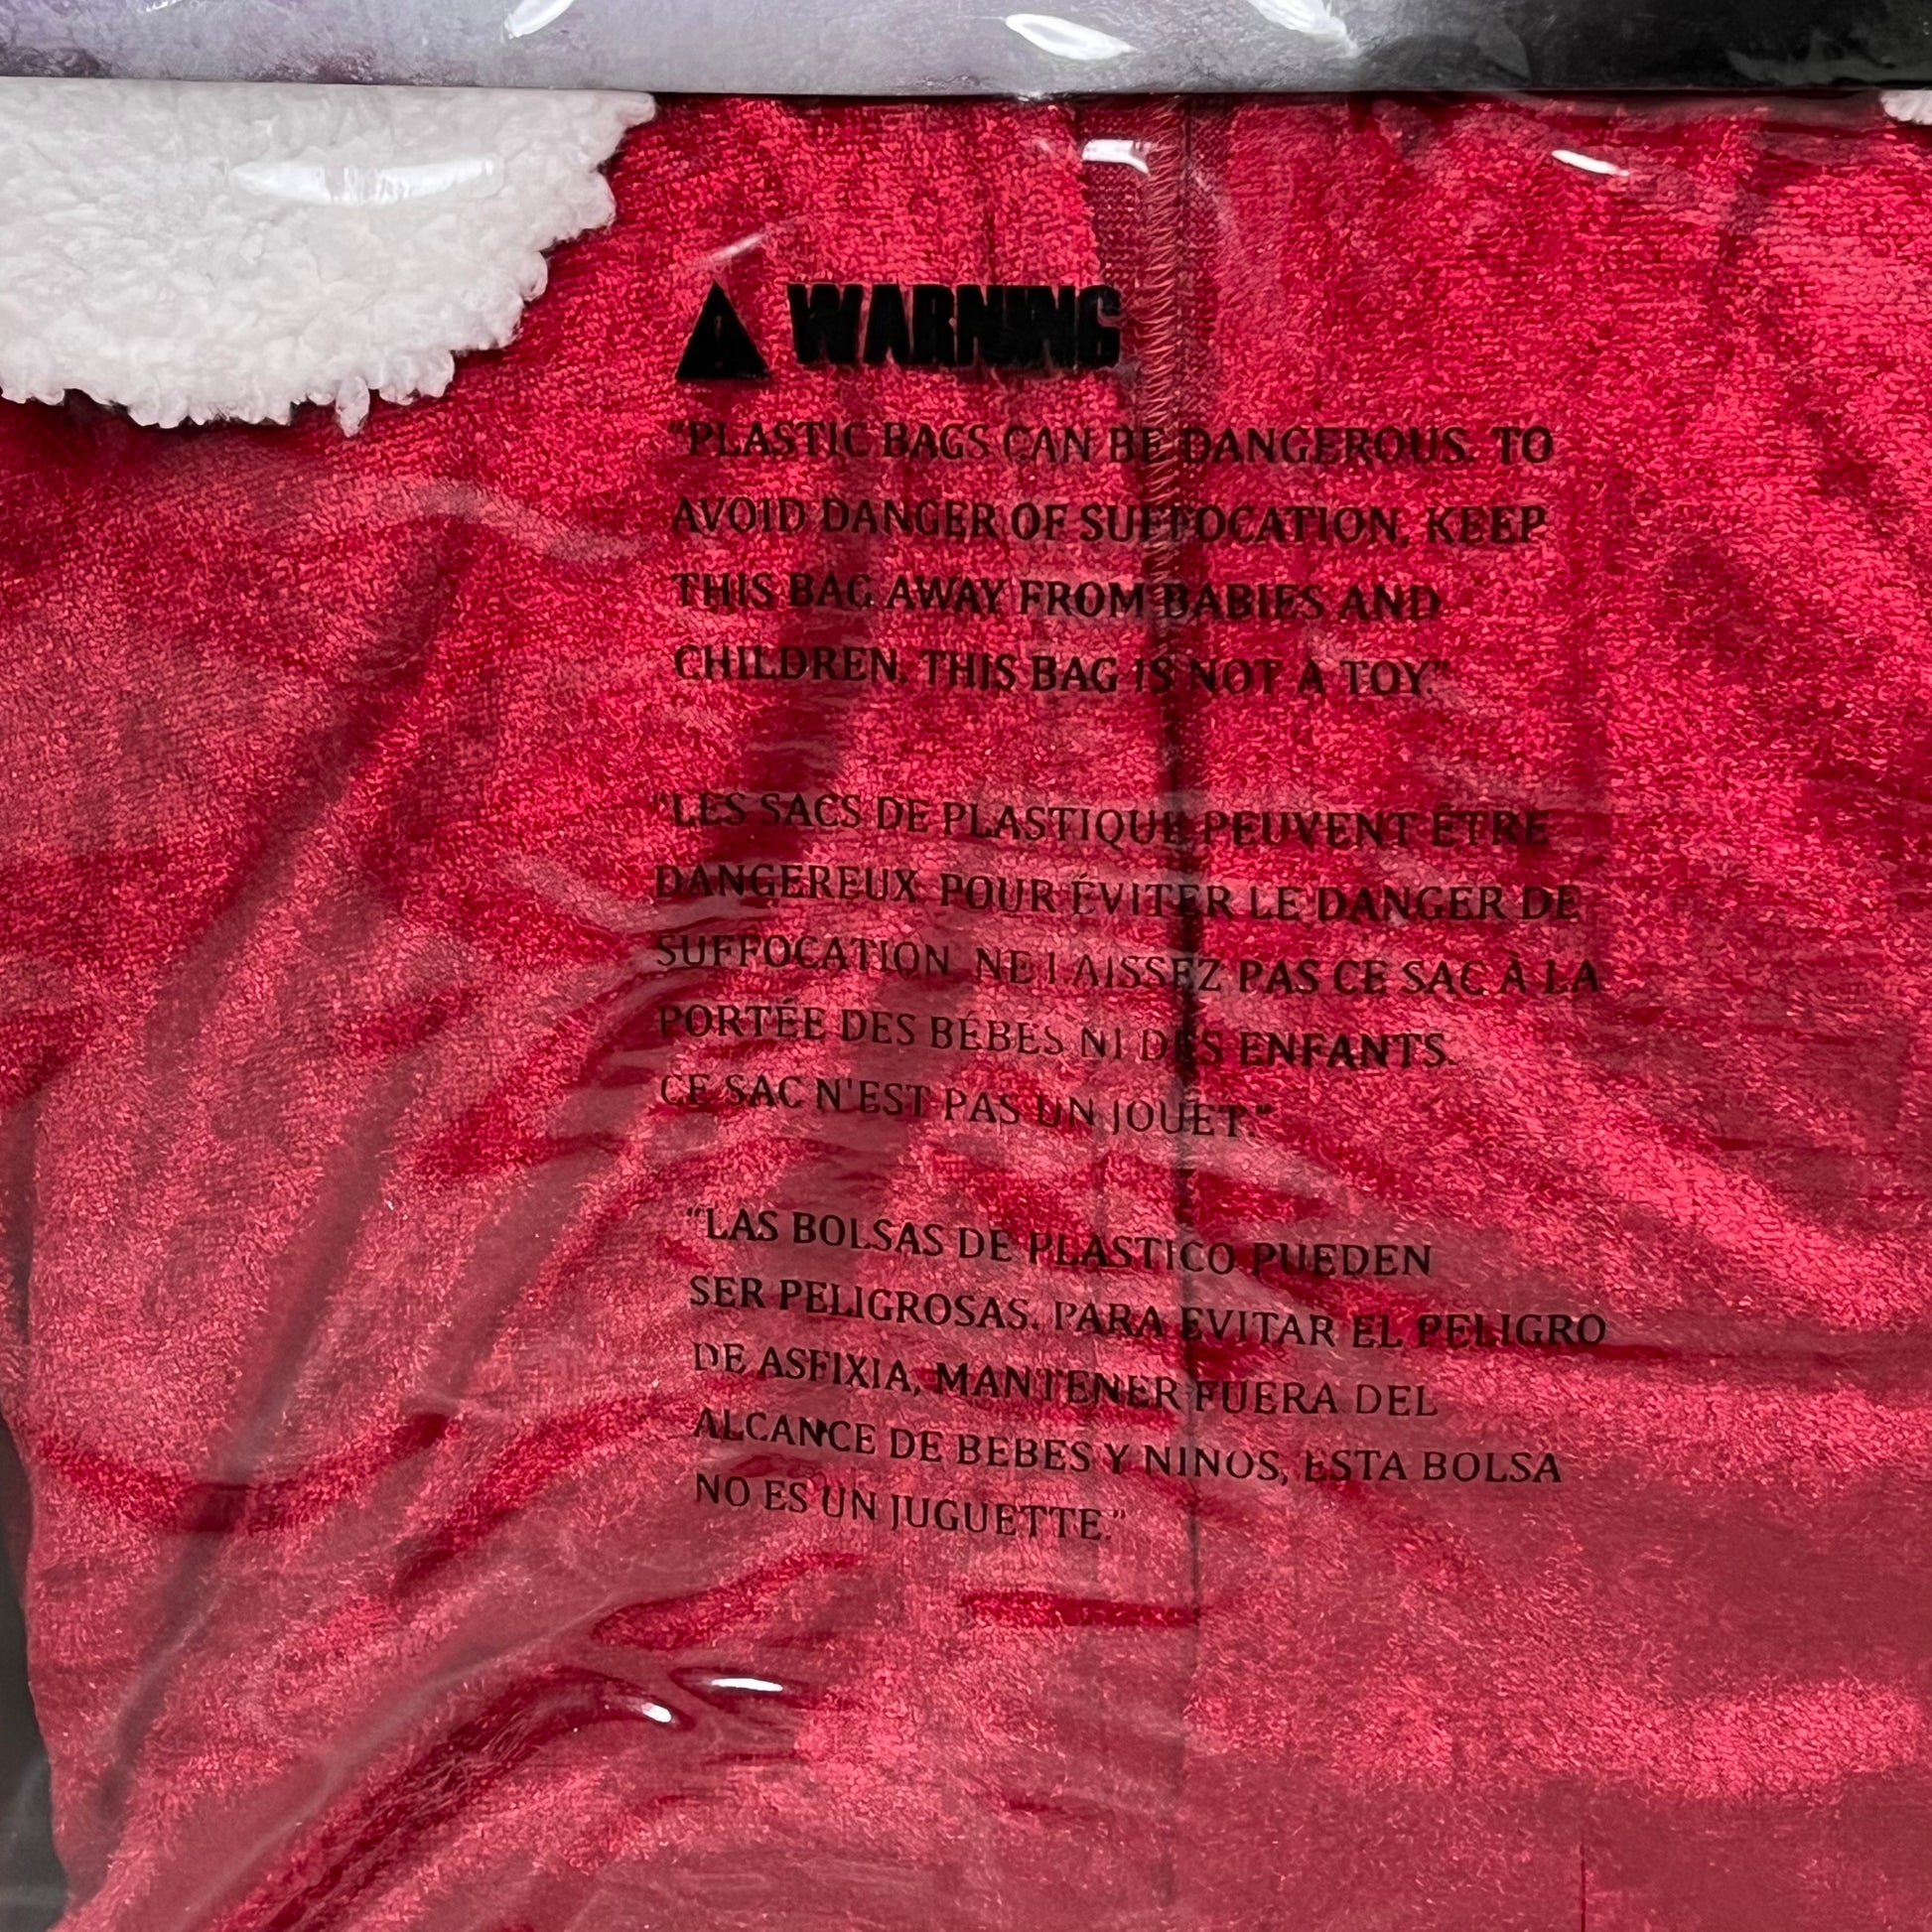 WARNING
"PLASTIC BAGS CAN BE DANGEROUS. TO
AVOID DANGER OF SUFFOCATION, KEEP
THIS BAG AWAY FROM BABIES AND
CHILDREN. THIS BAG IS NOT A TOY."
"LES SACS DE PLASTIQUE PEUVENT ÊTRE
DANGEREUX. POUR ÉVITER LE DANGER DE
SUFFOCATION, NE LAISSEZ PAS CE SAC À LA
PORTÉE DES BÉBES NI DES ENFANTS.
CE SAC N'EST PAS UN JOUET."
"LAS BOLSAS DE PLASTICO PUEDEN
SER PELIGROSAS. PARA EVITAR EL PELIGRO
DE ASFIXIA, MANTENER FUERA DEL
ALCANCE DE BEBES Y NINOS, ESTA BOLSA
NO ES UN JUGUETTE."